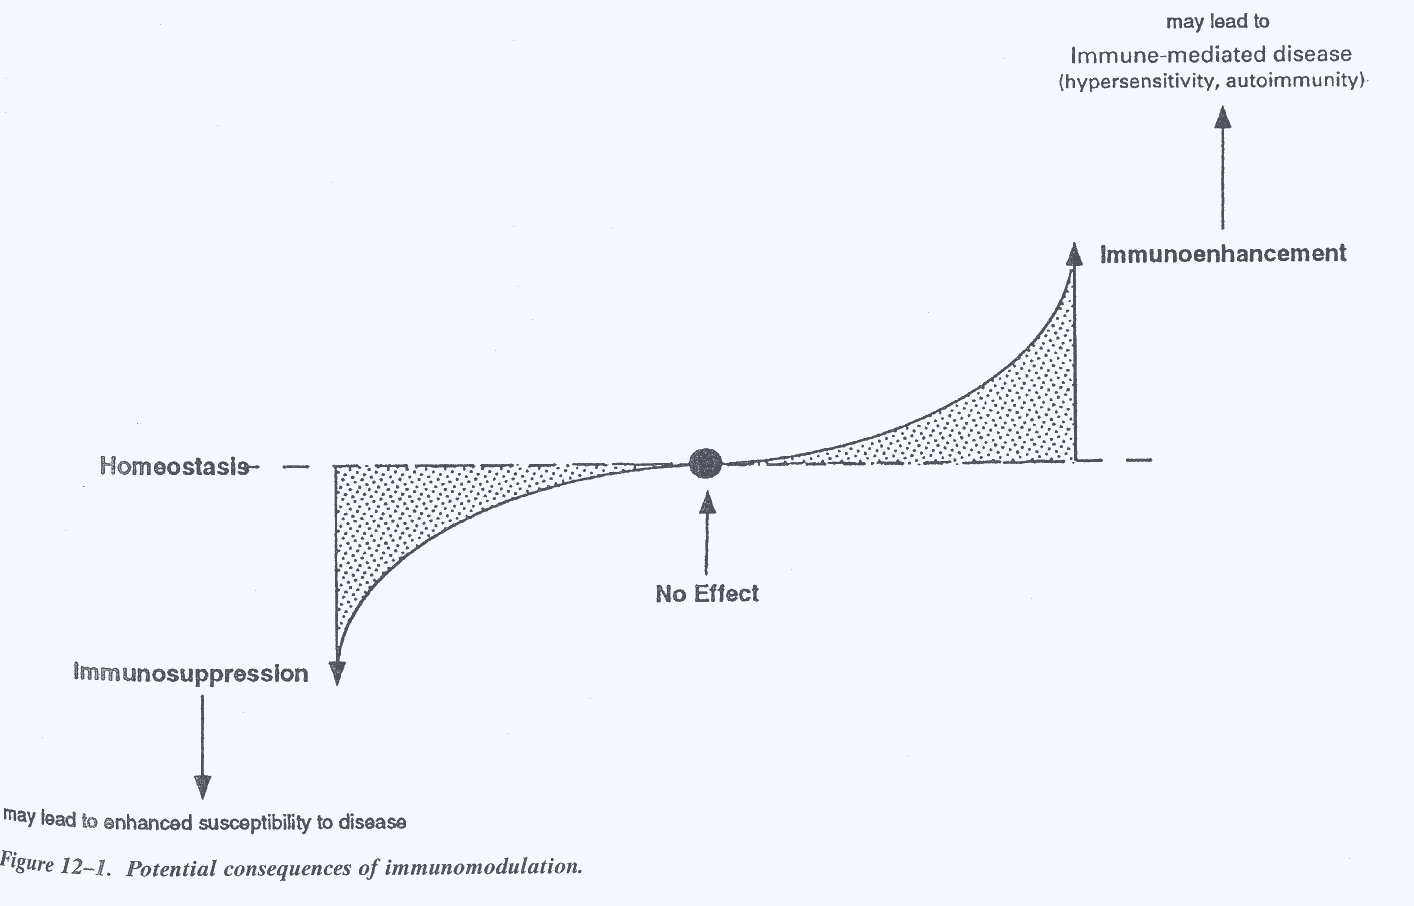 may lead to
Immune-mediated disease
(hypersensitivity, autoimmunity)
Immunoenhancement
Homeostasis
No Effect
Immunosuppression
may lead to enhanced susceptibility to disease
Figure 12–1. Potential consequences of immunomodulation.